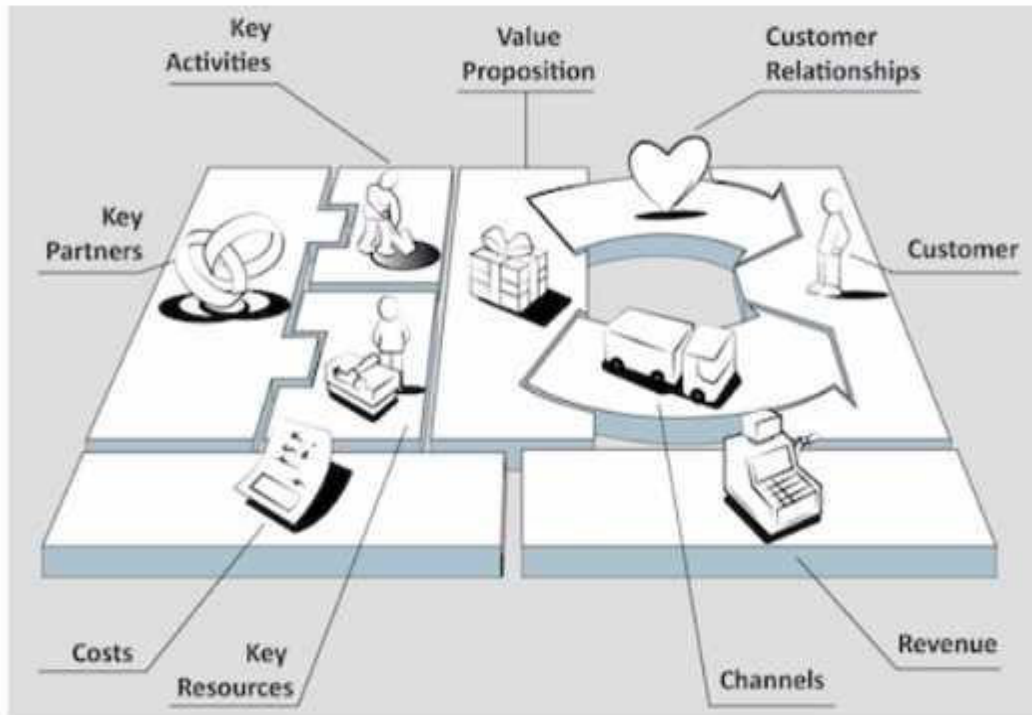 Key
Activities
Value
Proposition
Customer
Relationships
Key
Partners
Customer
Costs
Key
Resources
Channels
Revenue